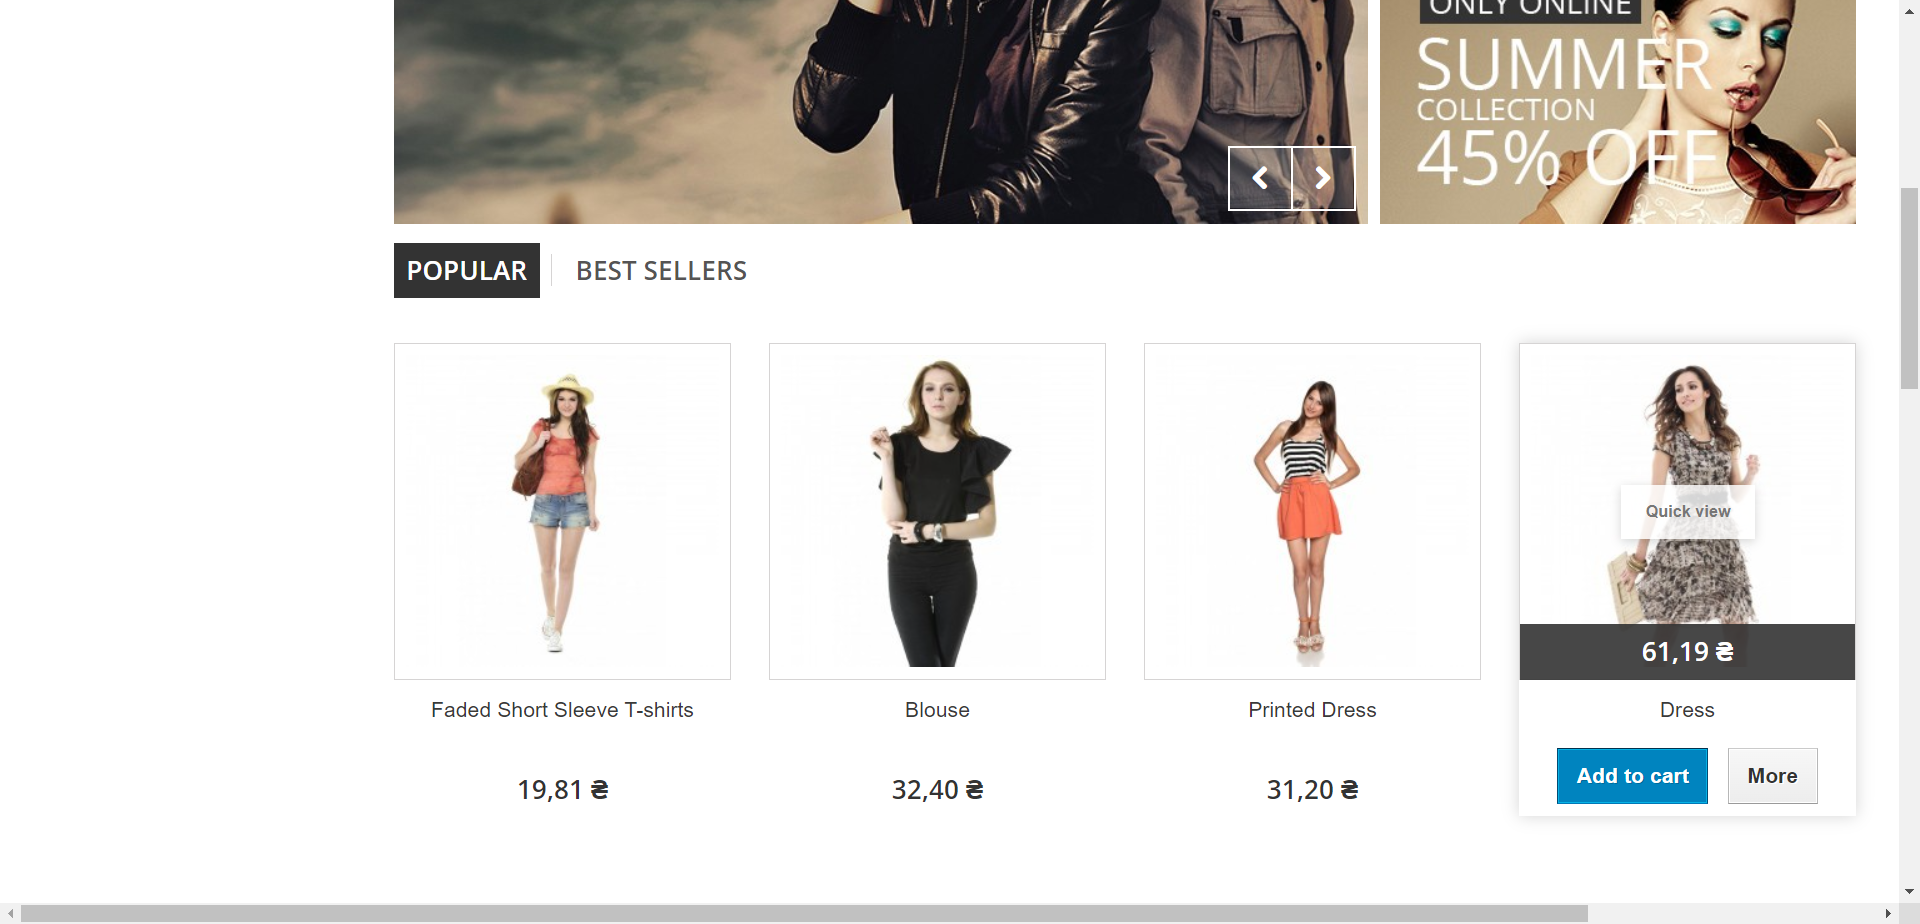 ONLY ONLINE
SUMMER
COLLECTION
45% OFF
POPULAR
BEST SELLERS
Quick view
61,19 ₴
Faded Short Sleeve T-shirts
Blouse
Printed Dress
Dress
19,81 ₴
32,40 ₴
31,20 ₴
Add to cart
More